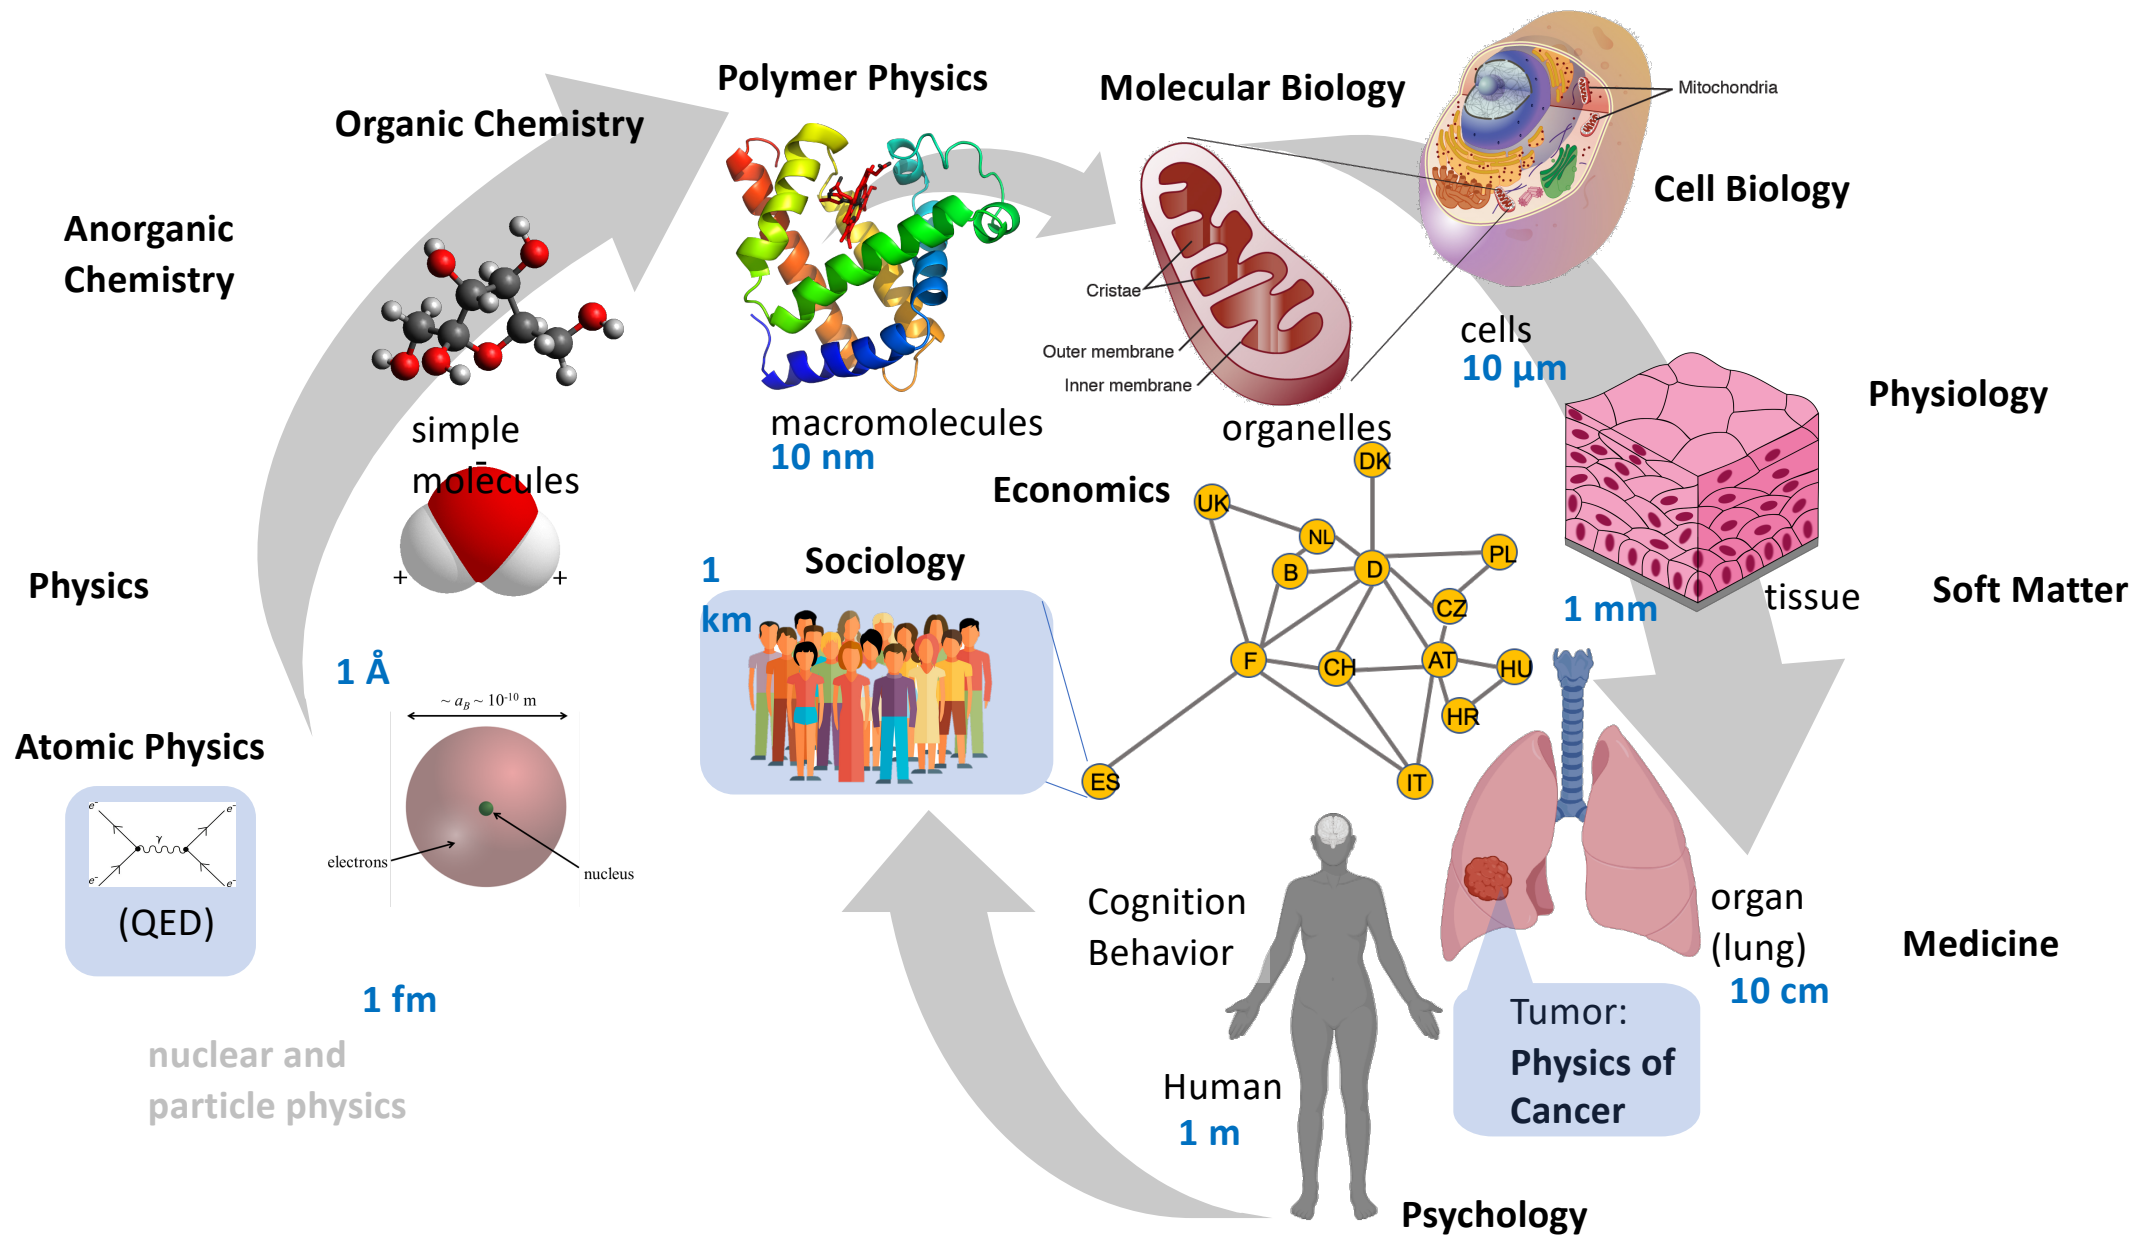 Polymer Physics
Molecular Biology
Mitochondria
Organic Chemistry
Cell Biology
Anorganic
Chemistry
Cristae
Outer membrane
Inner membrane
cells
10 µm
Physiology
simple
molecules
macromolecules
10 nm
organelles
Economics
DK
UK
NL
B
D
PL
CZ
F
CH
AT
HU
HR
ES
IT
Sociology
1
km
Physics
+
+
1 mm
tissue
Soft Matter
1 Å
~ aB ~ 10-10 m
Atomic Physics
e-
e-
γ
e-
e-
(QED)
electrons
nucleus
1 fm
nuclear and
particle physics
Cognition
Behavior
organ
(lung)
10 cm
Medicine
Tumor:
Physics of
Cancer
Human
1 m
Psychology